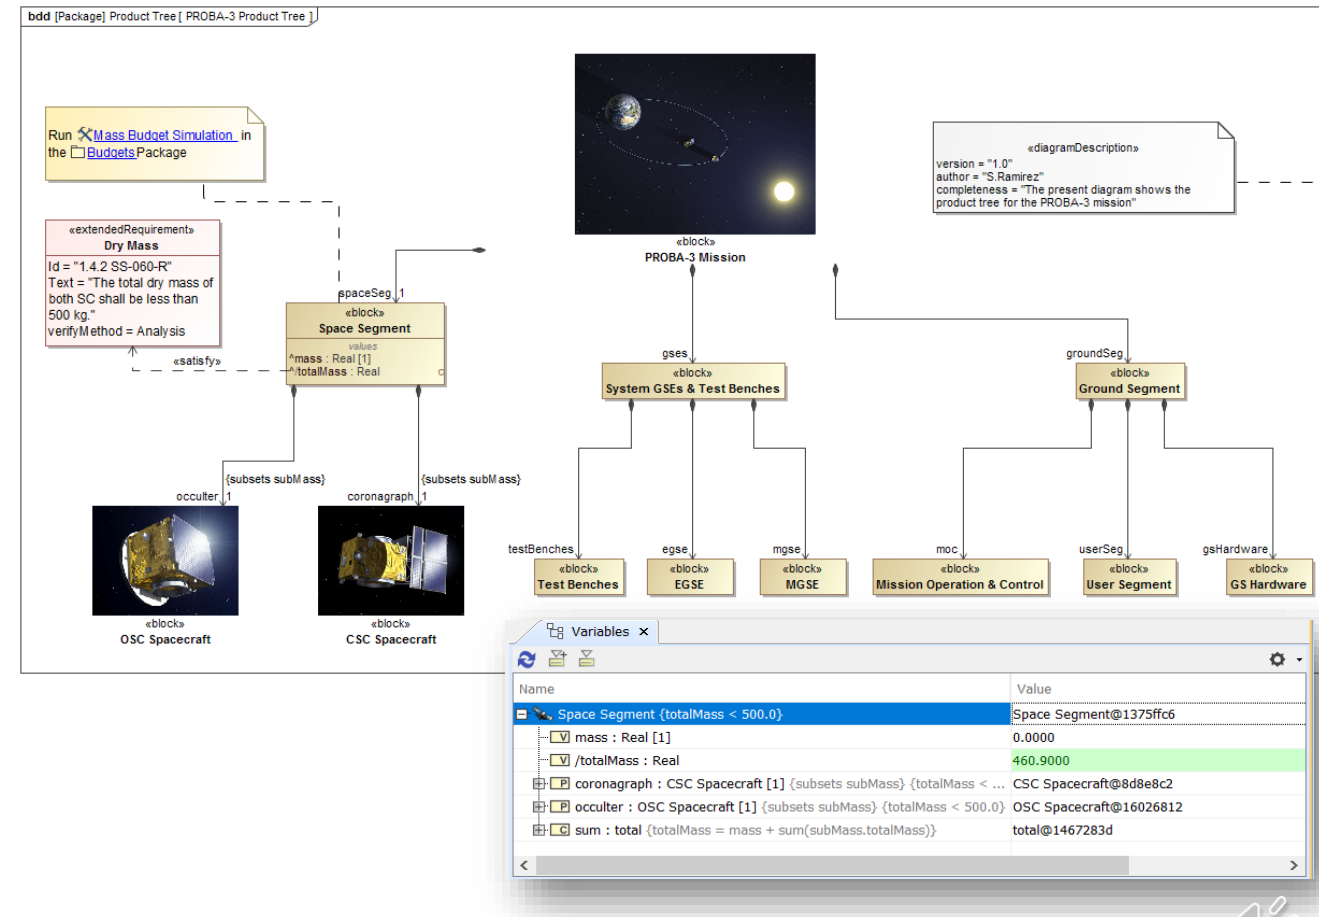 bdd [Package] Product Tree [ PROBA-3 Product Tree ]
Run Mass Budget Simulation in
the Budgets Package
«extendedRequirement»
Dry Mass
Id = "1.4.2 SS-060-R"
Text = "The total dry mass of
both SC shall be less than
500 kg."
verifyMethod = Analysis
«satisfy»
«block»
PROBA-3 Mission
«diagramDescription»
version = "1.0"
author = "S.Ramirez"
completeness = "The present diagram shows the
product tree for the PROBA-3 mission"
spaceSeg 1
«block»
Space Segment
values
^mass : Real [1]
^/totalMass : Real
gses
«block»
System GSEs & Test Benches
groundSeg
«block»
Ground Segment
{subsets subMass}
occulter 1
«block»
OSC Spacecraft
{subsets subMass}
coronagraph 1
«block»
CSC Spacecraft
testBenches
«block»
Test Benches
egse
«block»
EGSE
mgse
«block»
MGSE
moc
«block»
Mission Operation & Control
userSeg
«block»
User Segment
gsHardware
«block»
GS Hardware
Variables
Name Value
Space Segment {totalMass < 500.0} Space Segment@1375ffc6
V mass : Real [1] 0.0000
V /totalMass : Real 460.9000
P coronagraph : CSC Spacecraft [1] {subsets subMass} {totalMass < ... CSC Spacecraft@8d8e8c2
P occulter : OSC Spacecraft [1] {subsets subMass} {totalMass < 500.0} OSC Spacecraft@16026812
C sum : total {totalMass = mass + sum(subMass.totalMass)} total@1467283d